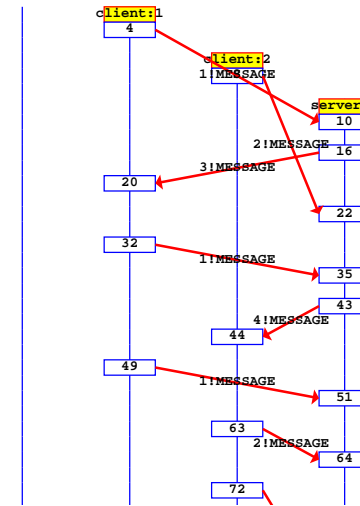 client:1
4
client:2
1!MESSAGE
server
10
2!MESSAGE
16
3!MESSAGE
20
22
32
1!MESSAGE
35
43
4!MESSAGE
44
49
1!MESSAGE
51
63
2!MESSAGE
64
72